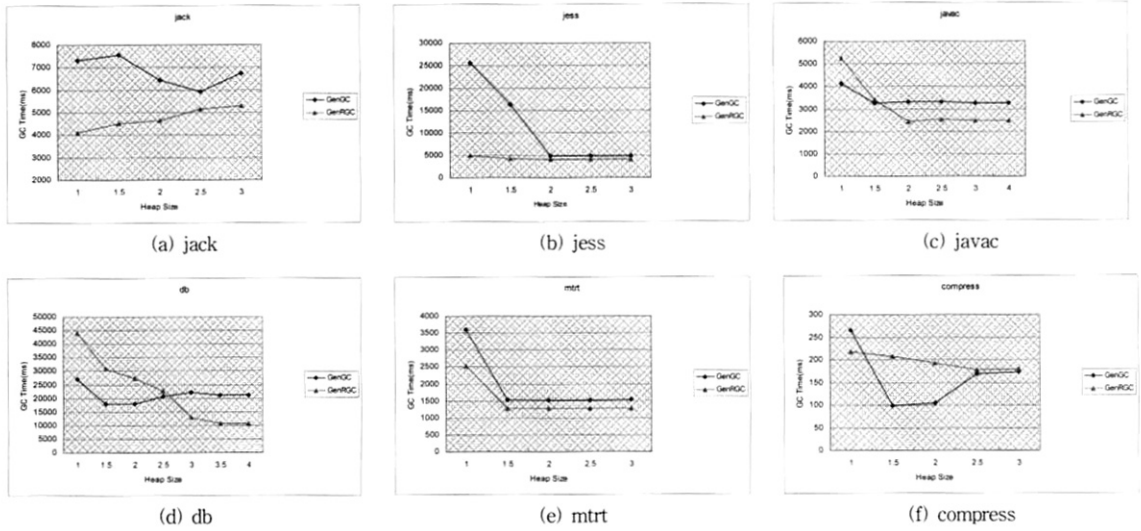 jack
GC Time(ms)
8000
7000
6000
5000
4000
3000
2000
1 1.5 2 2.5 3
Heap Size
GenGC
GenRGC
(a) jack
jess
GC Time(ms)
30000
25000
20000
15000
10000
5000
0
1 1.5 2 2.5 3
Heap Size
GenGC
GenRGC
(b) jess
javac
GC Time(ms)
6000
5000
4000
3000
2000
1000
0
1 1.5 2 2.5 3 4
Heap Size
GenGC
GenRGC
(c) javac
db
GC Time(ms)
50000
45000
40000
35000
30000
25000
20000
15000
10000
5000
0
1 1.5 2 2.5 3 3.5 4
Heap Size
GenGC
GenRGC
(d) db
mtrt
GC Time(ms)
4000
3500
3000
2500
2000
1500
1000
500
0
1 1.5 2 2.5 3
Heap Size
GenGC
GenRGC
(e) mtrt
compress
GC Time(ms)
300
250
200
150
100
50
0
1 1.5 2 2.5 3
Heap Size
GenGC
GenRGC
(f) compress